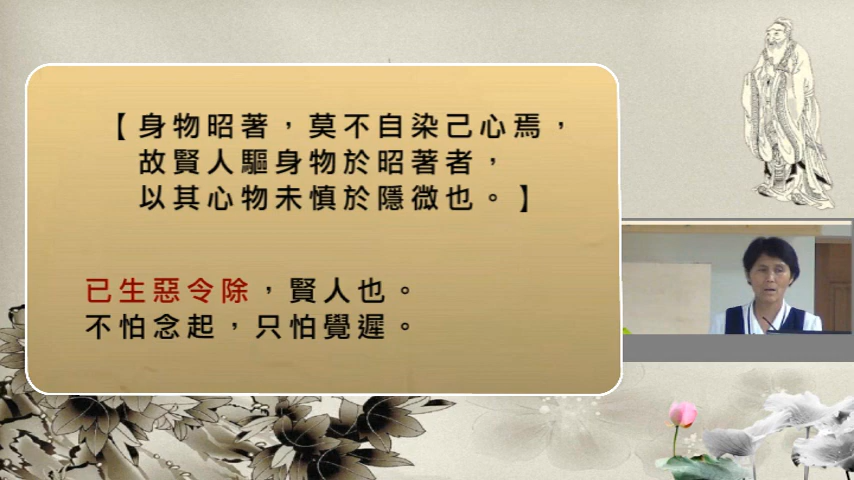 【身物昭著，莫不自染己心焉，
故賢人驅身物於昭著者，
以其心物未慎於隱微也。】
已生惡令除，賢人也。
不怕念起，只怕覺遲。